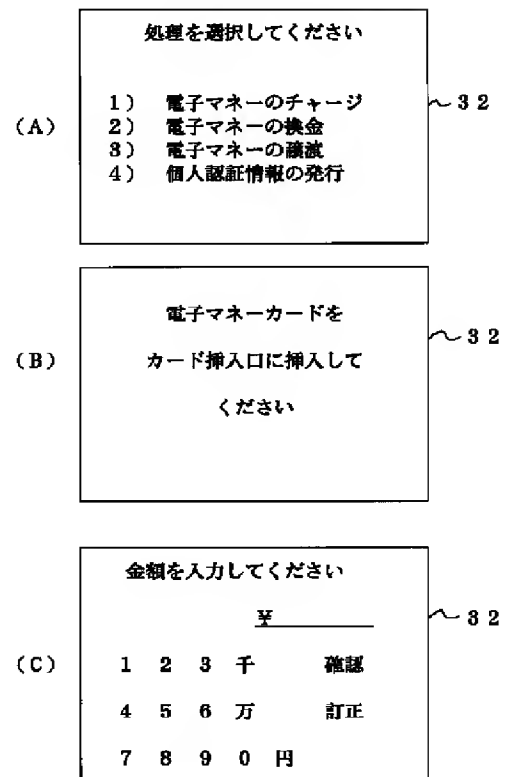 処理を選択してください
1) 電子マネーのチャージ
~32
(A)
2) 電子マネーの換金
3) 電子マネーの譲渡
4) 個人認証情報の発行
電子マネーカードを
~32
(B)
カード挿入口に挿入して
ください
金額を入力してください
¥
~32
(C)
1 2 3 千 確認
4 5 6 万 訂正
7 8 9 0 円